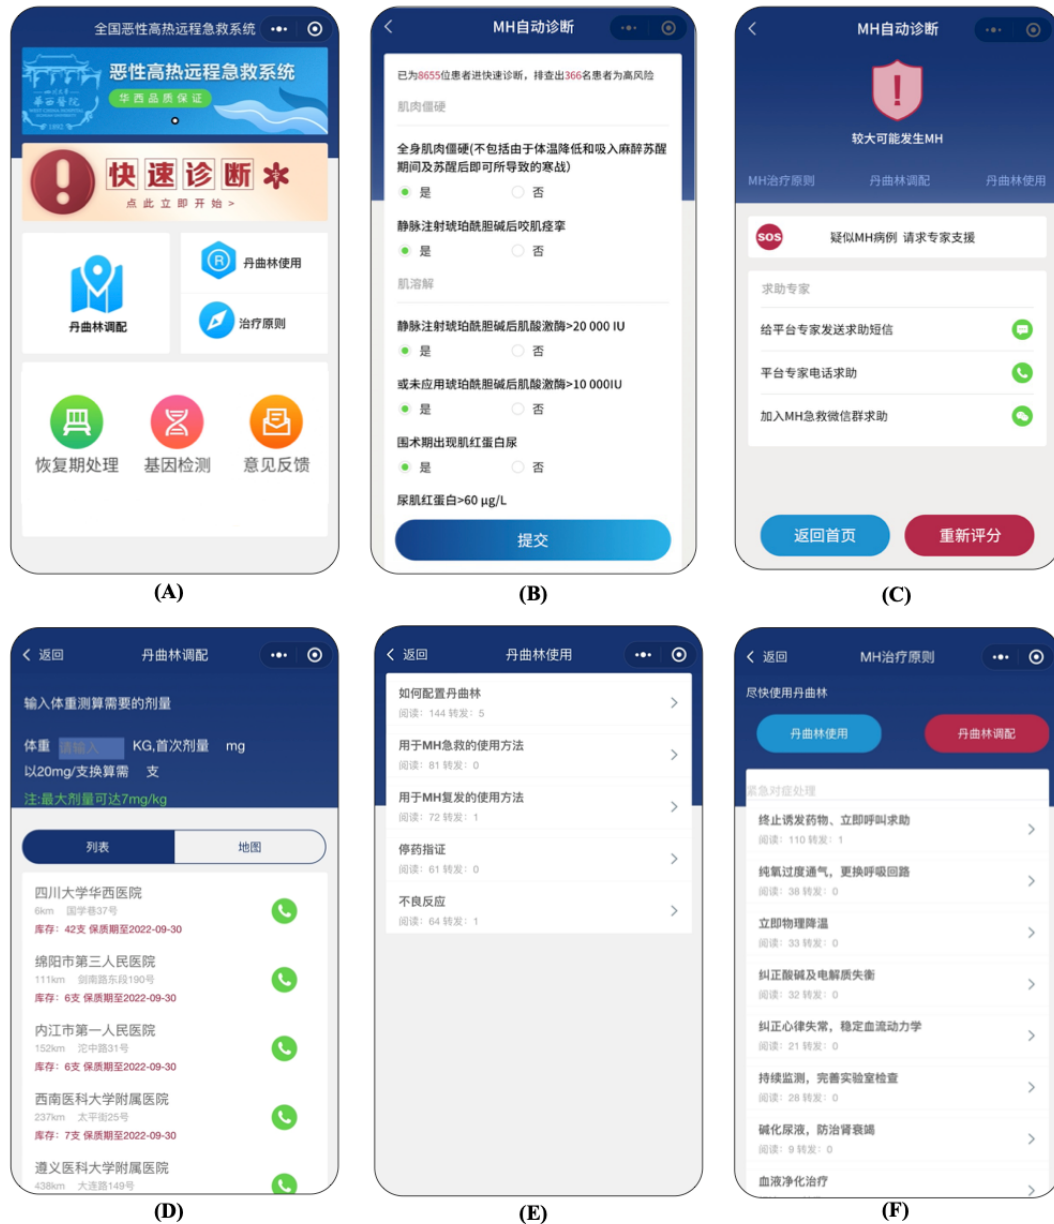 全国恶性高热远程急救系统
恶性高热远程急救系统
华西品质保证
華西醫院
1892
快速诊断
点此立即开始 >
丹曲林调配
丹曲林使用
治疗原则
恢复期处理
基因检测
意见反馈
(A)
MH自动诊断
已为8655位患者进快速诊断，排查出366名患者为高风险
肌肉僵硬
全身肌肉僵硬(不包括由于体温降低和吸入麻醉苏醒
期间及苏醒后即可所导致的寒战)
是 否
静脉注射琥珀酰胆碱后咬肌痉挛
是 否
肌溶解
静脉注射琥珀酰胆碱后肌酸激酶>20 000 IU
是 否
或未应用琥珀酰胆碱后肌酸激酶>10 000IU
是 否
围术期出现肌红蛋白尿
是 否
尿肌红蛋白>60 μg/L
提交
(B)
MH自动诊断
较大可能发生MH
MH治疗原则 丹曲林调配 丹曲林使用
SOS 疑似MH病例 请求专家支援
求助专家
给平台专家发送求助短信
平台专家电话求助
加入MH急救微信群求助
返回首页 重新评分
(C)
返回 丹曲林调配
输入体重测算需要的剂量
体重 请输入 KG,首次剂量 mg
以20mg/支换算需 支
注:最大剂量可达7mg/kg
列表 地图
四川大学华西医院
6km 国学巷37号
库存：42支 保质期至2022-09-30
绵阳市第三人民医院
111km 剑南路东段190号
库存：6支 保质期至2022-09-30
内江市第一人民医院
152km 沱中路31号
库存：6支 保质期至2022-09-30
西南医科大学附属医院
237km 太平街25号
库存：7支 保质期至2022-09-30
遵义医科大学附属医院
438km 大连路149号
(D)
返回 丹曲林使用
如何配置丹曲林
阅读：144 转发：5
用于MH急救的使用方法
阅读：81 转发：0
用于MH复发的使用方法
阅读：72 转发：1
停药指证
阅读：61 转发：0
不良反应
阅读：64 转发：1
(E)
返回 MH治疗原则
尽快使用丹曲林
丹曲林使用 丹曲林调配
紧急对症处理
终止诱发药物、立即呼叫求助
阅读：110 转发：1
纯氧过度通气，更换呼吸回路
阅读：38 转发：0
立即物理降温
阅读：33 转发：0
纠正酸碱及电解质失衡
阅读：32 转发：0
纠正心律失常，稳定血流动力学
阅读：21 转发：0
持续监测，完善实验室检查
阅读：28 转发：0
碱化尿液，防治肾衰竭
阅读：9 转发：0
血液净化治疗
(F)